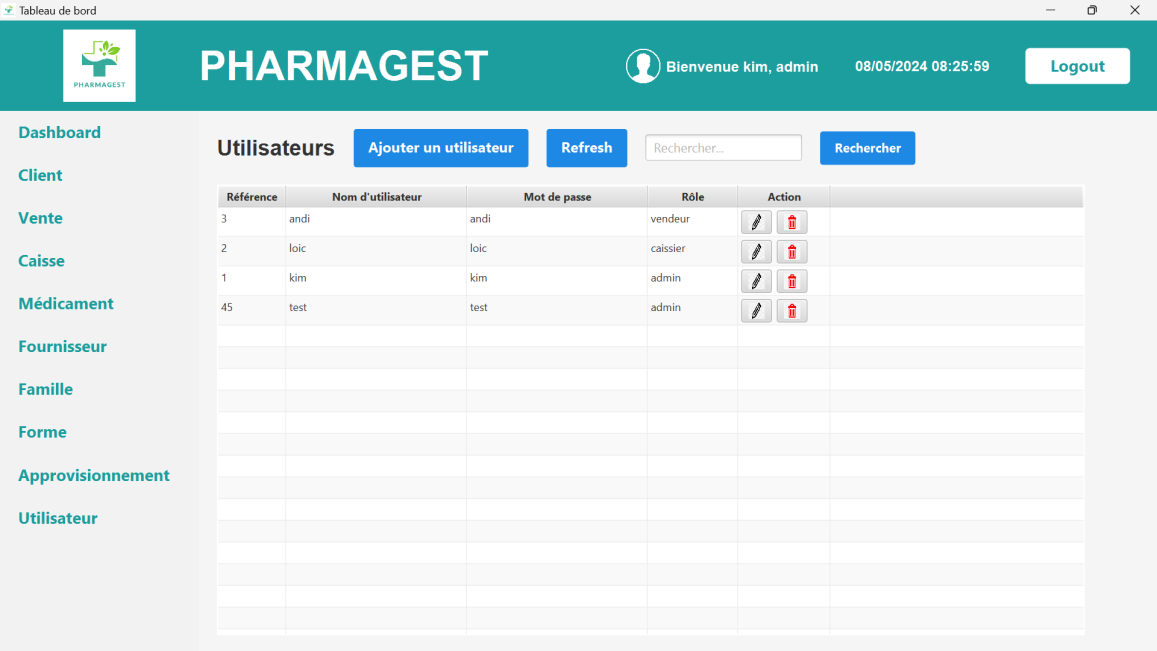 Tableau de bord
PHARMAGEST
PHARMAGEST
Bienvenue kim, admin
08/05/2024 08:25:59
Logout
Dashboard
Client
Vente
Caisse
Médicament
Fournisseur
Famille
Forme
Approvisionnement
Utilisateur
Utilisateurs Ajouter un utilisateur Refresh Rechercher... Rechercher
Référence Nom d'utilisateur Mot de passe Rôle Action
3 andi andi vendeur
2 loic loic caissier
1 kim kim admin
45 test test admin